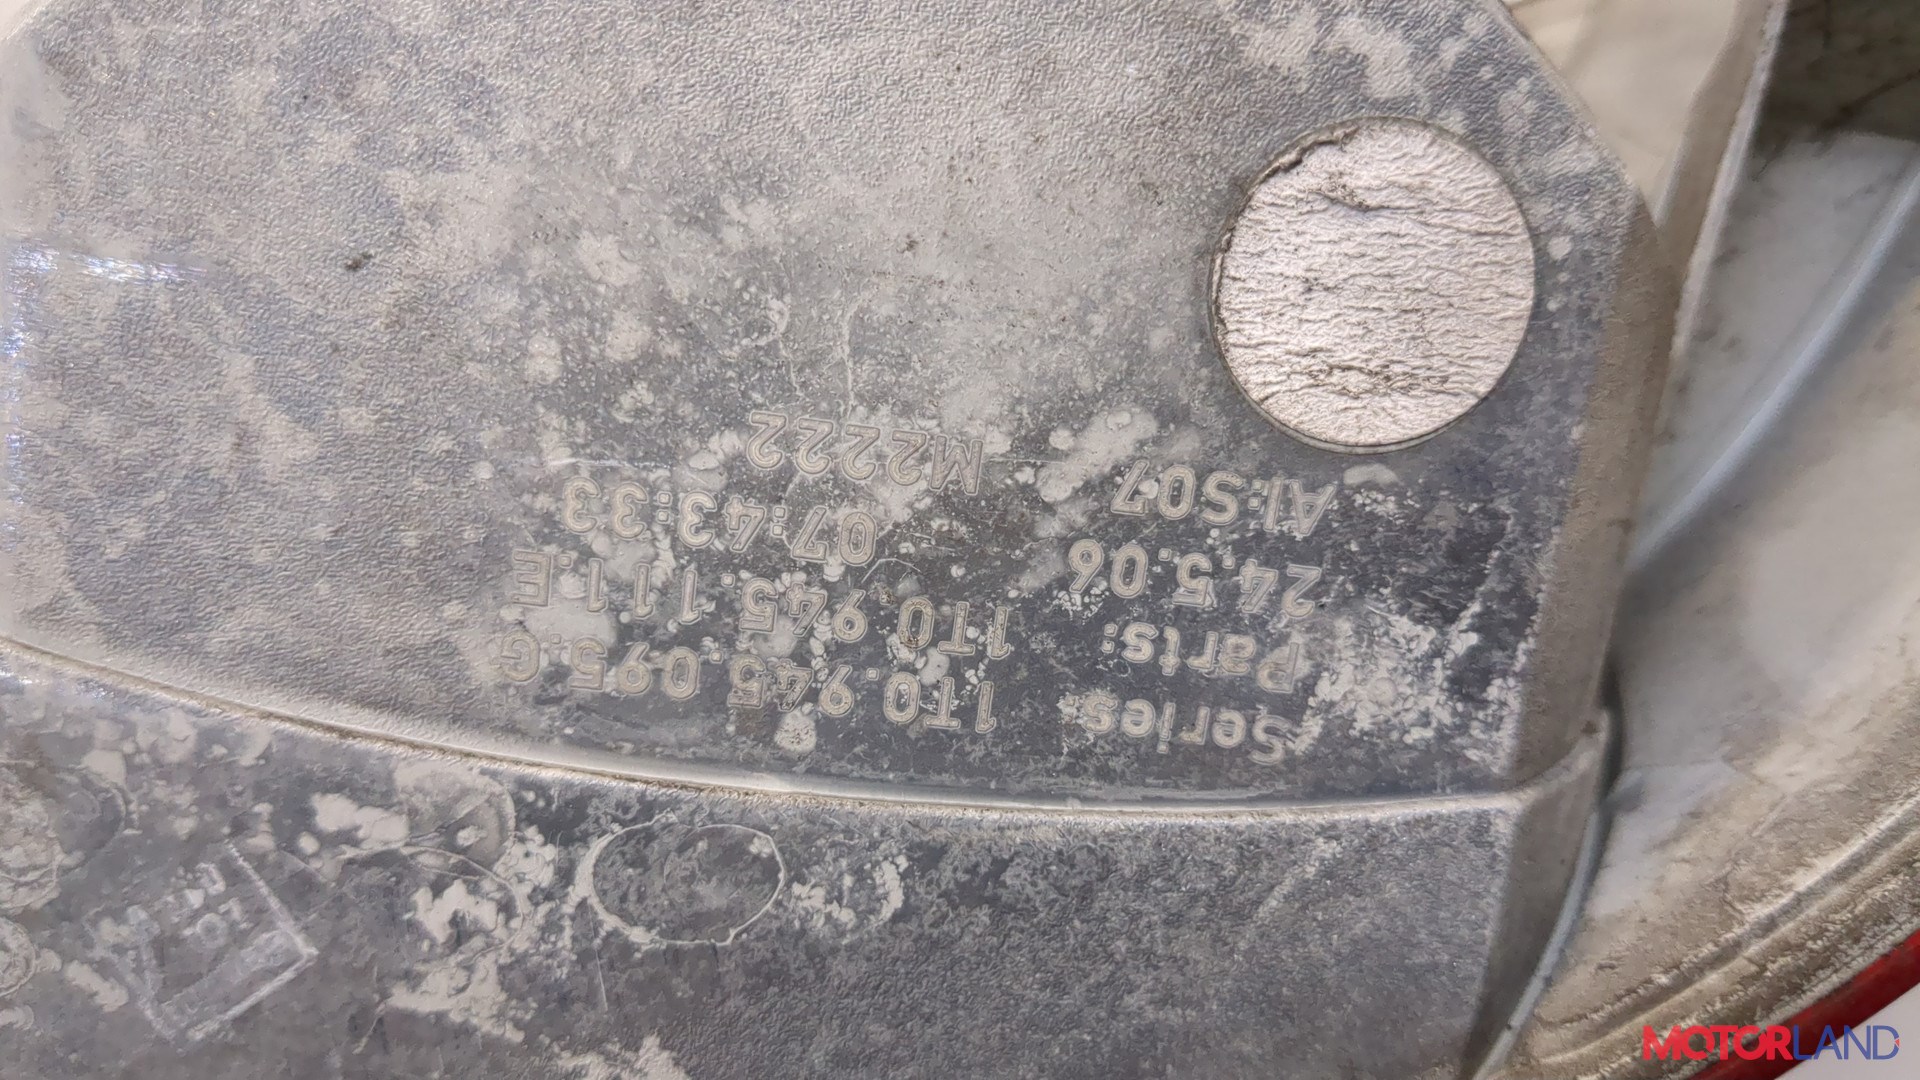 Series: 1T0.945.095.G
Parts: 1T0.945.111.E
24.5.06 07:43:33
AI:S07 M2222
MOTORLAND